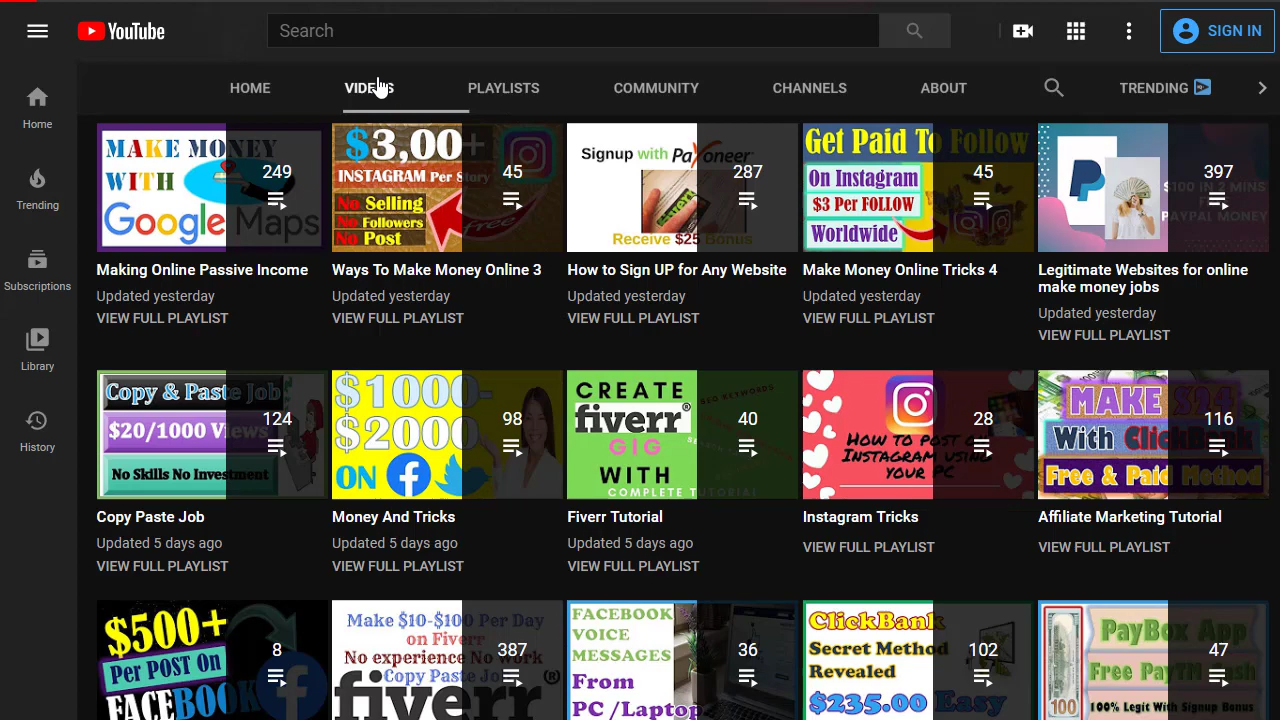 YouTube
Search
SIGN IN
HOME
VIDEOS
PLAYLISTS
COMMUNITY
CHANNELS
ABOUT
TRENDING
Home
Trending
Subscriptions
Library
History
MAKE MONEY
WITH
Google Maps
249
Making Online Passive Income
Updated yesterday
VIEW FULL PLAYLIST
$3,00+
INSTAGRAM Per Story
No Selling
No Followers
No Post
free
45
Ways To Make Money Online 3
Updated yesterday
VIEW FULL PLAYLIST
Signup with Payoneer
Receive $25 Bonus
287
How to Sign UP for Any Website
Updated yesterday
VIEW FULL PLAYLIST
Get Paid To Follow
On Instagram
$3 Per FOLLOW
Worldwide
45
Make Money Online Tricks 4
Updated yesterday
VIEW FULL PLAYLIST
$100 IN 2 MINS
PAYPAL MONEY
397
Legitimate Websites for online
make money jobs
Updated yesterday
VIEW FULL PLAYLIST
Copy & Paste Job
$20/1000 Views
No Skills No Investment
124
Copy Paste Job
Updated 5 days ago
VIEW FULL PLAYLIST
$1000-
$2000
ON
98
Money And Tricks
Updated 5 days ago
VIEW FULL PLAYLIST
CREATE
fiverr®
GIG
WITH
COMPLETE TUTORIAL
SEO KEYWORDS
40
Fiverr Tutorial
Updated 5 days ago
VIEW FULL PLAYLIST
HOW TO POST ON
INSTAGRAM USING
YOUR PC
28
Instagram Tricks
VIEW FULL PLAYLIST
MAKE $24
With ClickBank
Free & Paid Method
116
Affiliate Marketing Tutorial
VIEW FULL PLAYLIST
$500+
Per POST On
FACEBOOK
8
Make $10-$100 Per Day
on Fiverr
No experience No work
Copy Paste Job
fiverr®
387
FACEBOOK
VOICE
MESSAGES
From
PC /Laptop
36
ClickBank
Secret Method
Revealed
$235.00 Easy
102
PayBox App
Free PayTM Cash
100% Legit With Signup Bonus
47